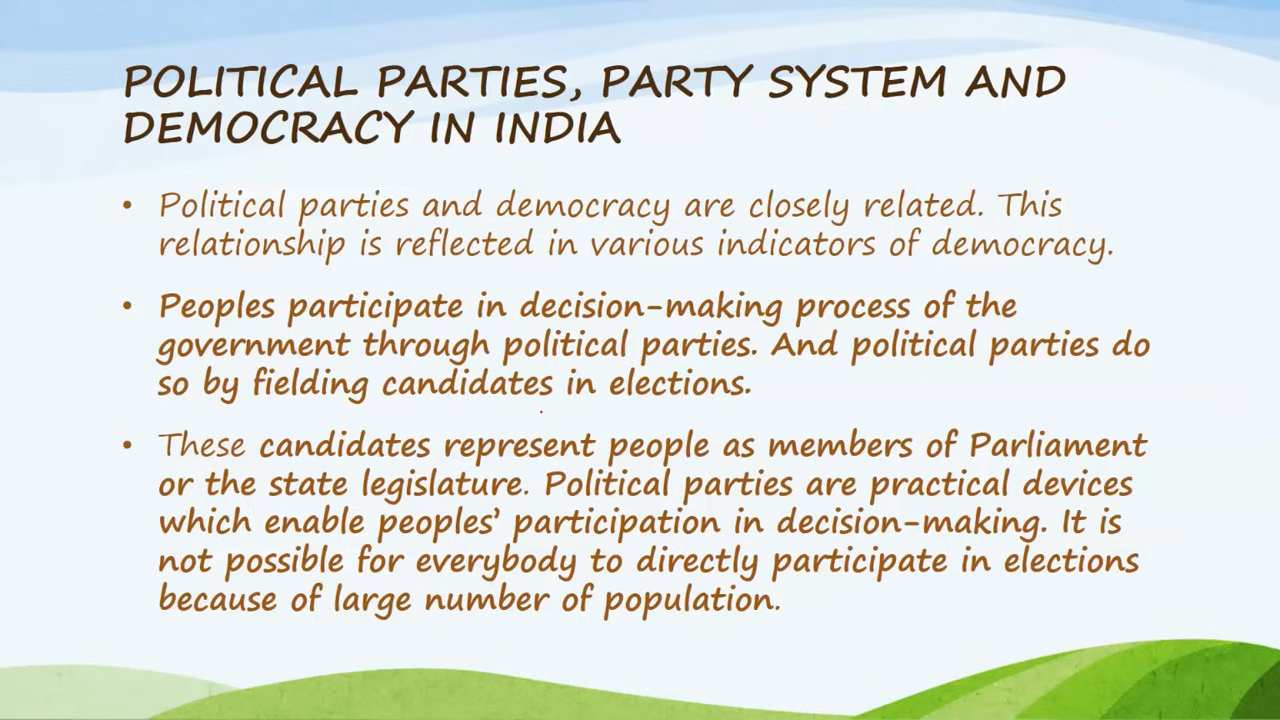 POLITICAL PARTIES, PARTY SYSTEM AND
DEMOCRACY IN INDIA
• Political parties and democracy are closely related. This
relationship is reflected in various indicators of democracy.
• Peoples participate in decision-making process of the
government through political parties. And political parties do
so by fielding candidates in elections.
• These candidates represent people as members of Parliament
or the state legislature. Political parties are practical devices
which enable peoples’ participation in decision-making. It is
not possible for everybody to directly participate in elections
because of large number of population.